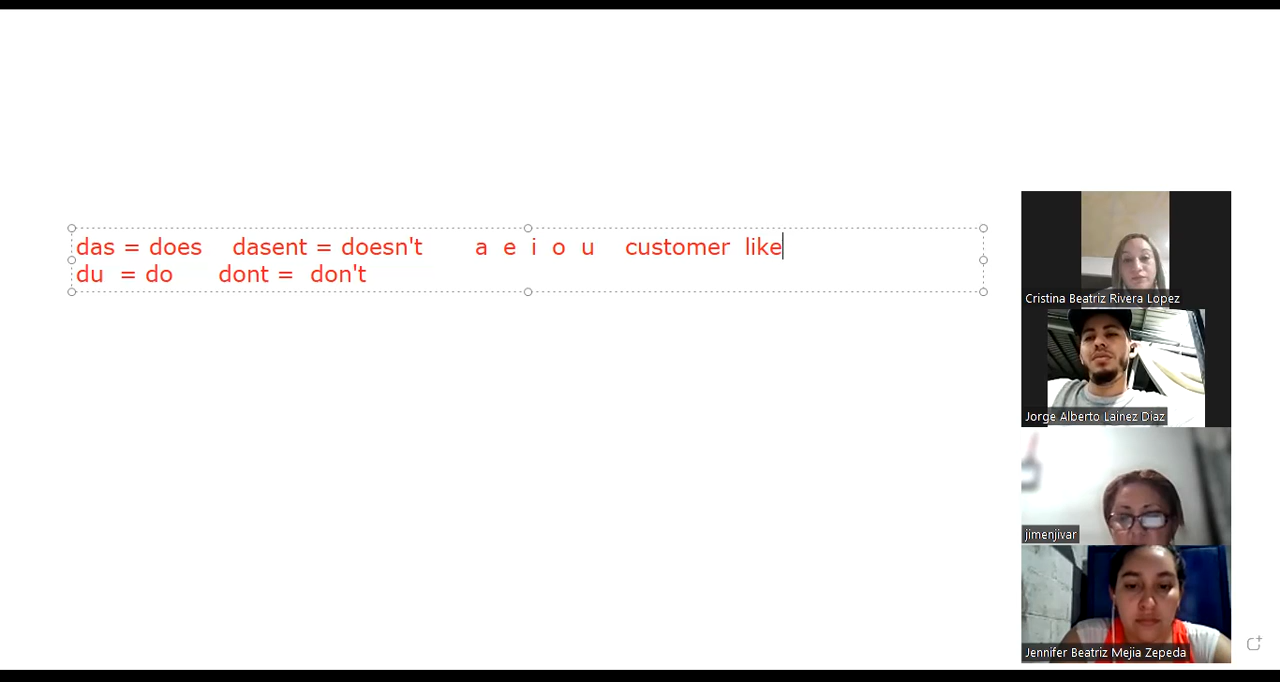 das = does dasent = doesn't a e i o u customer like
du = do dont = don't
Cristina Beatriz Rivera Lopez
Jorge Alberto Lainez Diaz
jimenjivar
Jennifer Beatriz Mejia Zepeda